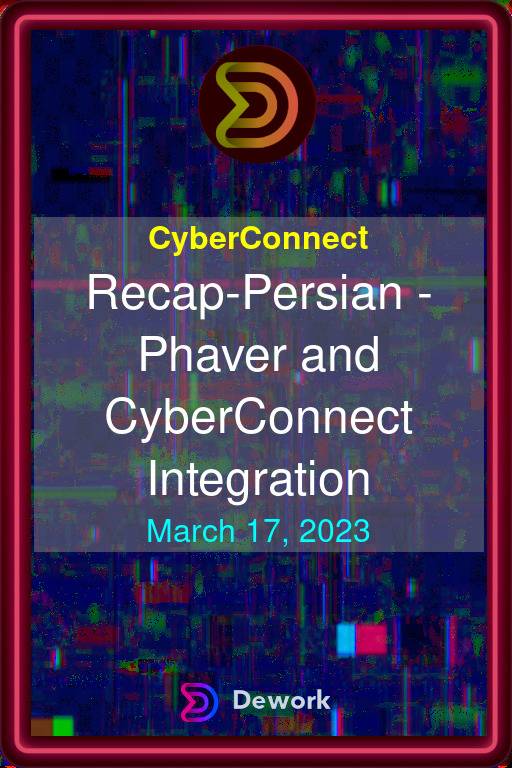 CyberConnect
Recap-Persian -
Phaver and
CyberConnect
Integration
March 17, 2023
Dework